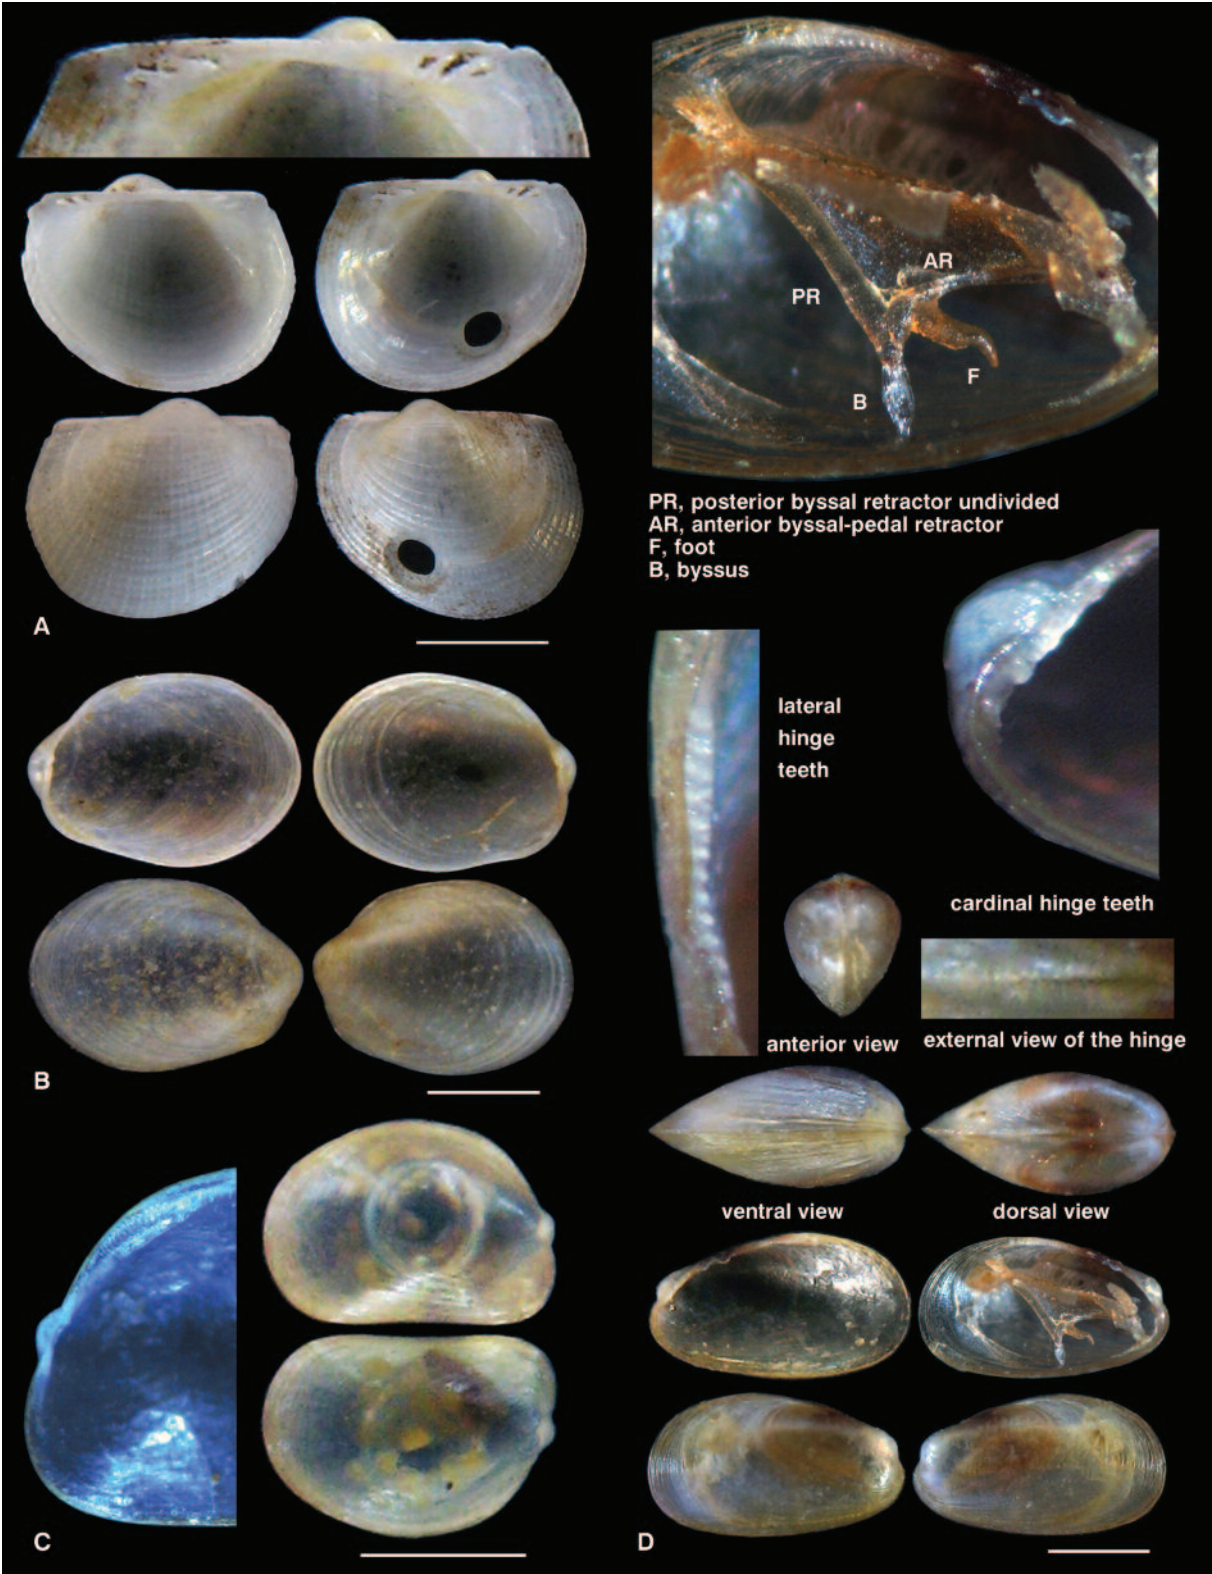 AR
PR
F
B
PR, posterior byssal retractor undivided
AR, anterior byssal-pedal retractor
F, foot
B, byssus
A
lateral
hinge
teeth
cardinal hinge teeth
anterior view
external view of the hinge
B
ventral view
dorsal view
C
D